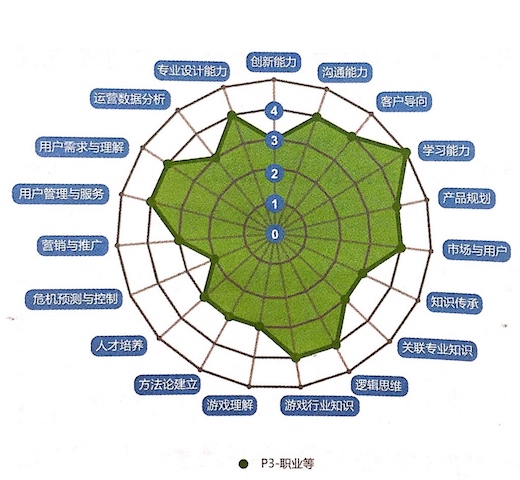 创新能力
专业设计能力
沟通能力
运营数据分析
客户导向
用户需求与理解
学习能力
用户管理与服务
产品规划
营销与推广
市场与用户
危机预测与控制
知识传承
人才培养
关联专业知识
方法论建立
逻辑思维
游戏理解
游戏行业知识
4
3
2
1
0
P3-职业等